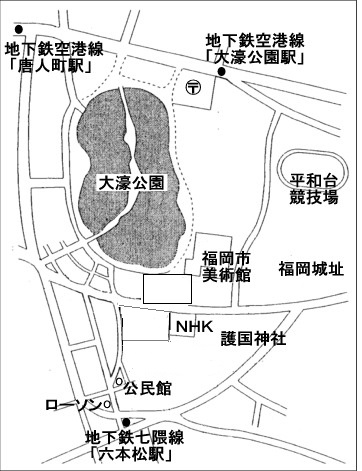 地下鉄空港線
「唐人町駅」
地下鉄空港線
「大濠公園駅」
〒
大濠公園
平和台
競技場
福岡市
美術館
福岡城址
NHK
護国神社
公民館
ローソン
地下鉄七隈線
「六本松駅」